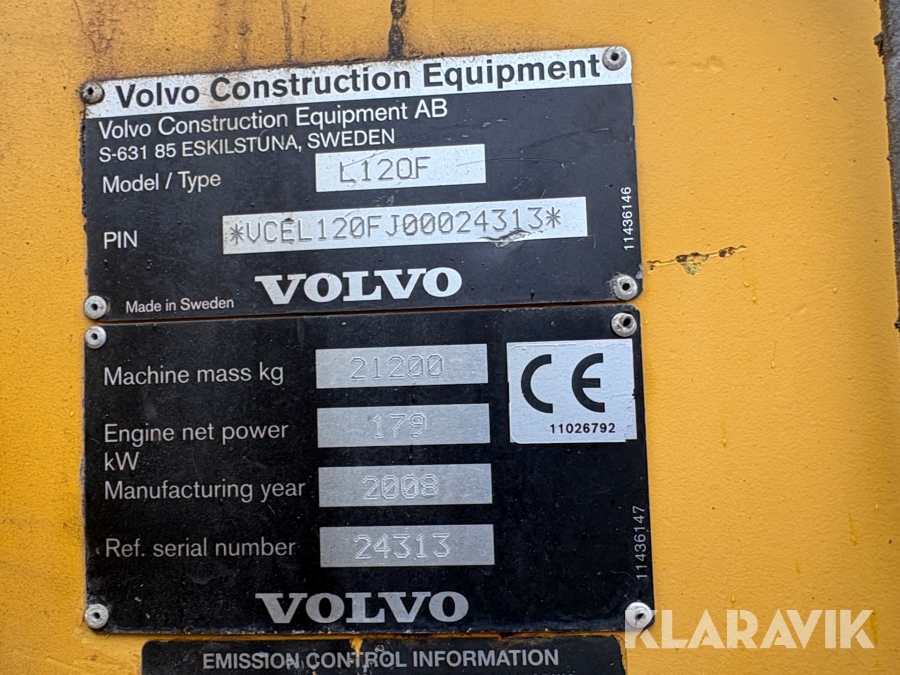 Volvo Construction Equipment
Volvo Construction Equipment AB
S-631 85 ESKILSTUNA, SWEDEN
Model / Type L120F
PIN *VCEL120FJ00024313*
11436146
VOLVO
Made in Sweden
Machine mass kg 21200
CE
11026792
Engine net power kW 179
Manufacturing year 2008
Ref. serial number 24313
11436147
VOLVO
KLARAVIK
EMISSION CONTROL INFORMATION